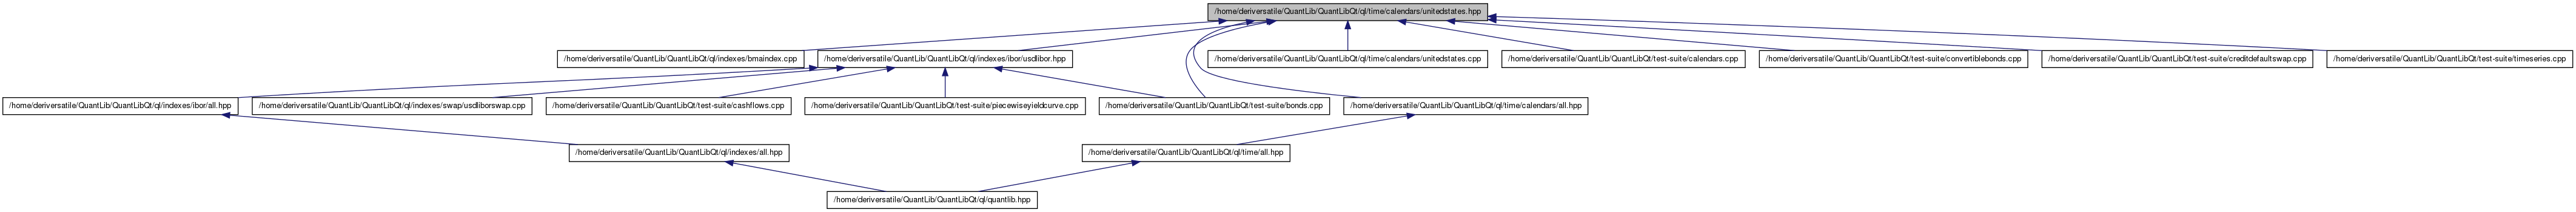 /home/deriversatile/QuantLib/QuantLibQt/ql/time/calendars/unitedstates.hpp
/home/deriversatile/QuantLib/QuantLibQt/ql/indexes/bmaindex.cpp
/home/deriversatile/QuantLib/QuantLibQt/ql/indexes/ibor/usdlibor.hpp
/home/deriversatile/QuantLib/QuantLibQt/ql/time/calendars/unitedstates.cpp
/home/deriversatile/QuantLib/QuantLibQt/test-suite/calendars.cpp
/home/deriversatile/QuantLib/QuantLibQt/test-suite/convertiblebonds.cpp
/home/deriversatile/QuantLib/QuantLibQt/test-suite/creditdefaultswap.cpp
/home/deriversatile/QuantLib/QuantLibQt/test-suite/timeseries.cpp
/home/deriversatile/QuantLib/QuantLibQt/ql/indexes/ibor/all.hpp
/home/deriversatile/QuantLib/QuantLibQt/ql/indexes/swap/usdliborswap.cpp
/home/deriversatile/QuantLib/QuantLibQt/test-suite/cashflows.cpp
/home/deriversatile/QuantLib/QuantLibQt/test-suite/piecewiseyieldcurve.cpp
/home/deriversatile/QuantLib/QuantLibQt/test-suite/bonds.cpp
/home/deriversatile/QuantLib/QuantLibQt/ql/time/calendars/all.hpp
/home/deriversatile/QuantLib/QuantLibQt/ql/indexes/all.hpp
/home/deriversatile/QuantLib/QuantLibQt/ql/time/all.hpp
/home/deriversatile/QuantLib/QuantLibQt/ql/quantlib.hpp